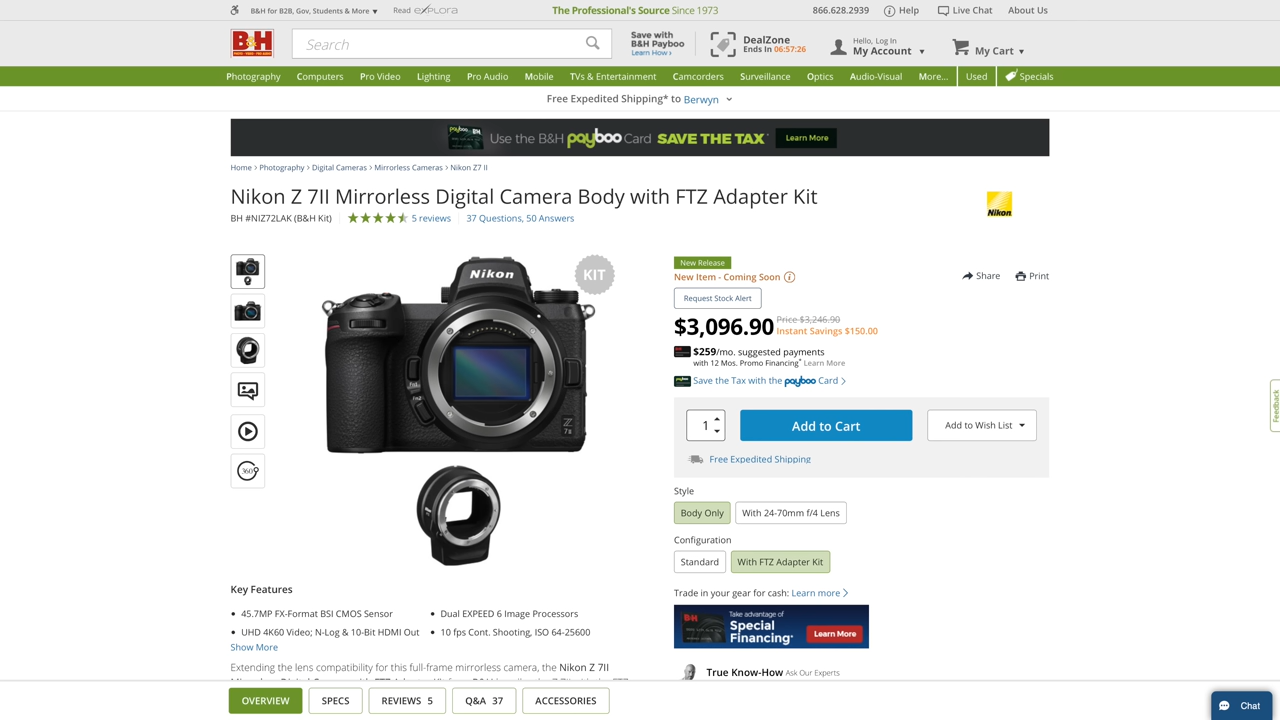 B&H for B2B, Gov, Students & More
Read eXPLORA
The Professional's Source Since 1973
866.628.2939
Help
Live Chat
About Us
B&H
PHOTO - VIDEO - PRO AUDIO
Search
Save with
B&H Payboo
Learn How ›
DealZone
Ends In 06:57:26
Hello, Log In
My Account
My Cart
Photography
Computers
Pro Video
Lighting
Pro Audio
Mobile
TVs & Entertainment
Camcorders
Surveillance
Optics
Audio-Visual
More...
Used
Specials
Free Expedited Shipping* to Berwyn
Use the B&H payboo Card SAVE THE TAX* Learn More
Home › Photography › Digital Cameras › Mirrorless Cameras › Nikon Z7 II
Nikon Z 7II Mirrorless Digital Camera Body with FTZ Adapter Kit
Nikon
BH #NIZ72LAK (B&H Kit)
5 reviews
37 Questions, 50 Answers
KIT
Nikon
Fn1
Fn2
Z
7II
360°
New Release
New Item - Coming Soon
Share
Print
Request Stock Alert
$3,096.90
Price $3,246.90
Instant Savings $150.00
$259/mo. suggested payments
with 12 Mos. Promo Financing* Learn More
Save the Tax with the payboo Card
1
Add to Cart
Add to Wish List
Free Expedited Shipping
Feedback
Style
Body Only
With 24-70mm f/4 Lens
Configuration
Standard
With FTZ Adapter Kit
Trade in your gear for cash: Learn more
B&H
Take advantage of
Special
Financing*
Learn More
True Know-How Ask Our Experts
Key Features
• 45.7MP FX-Format BSI CMOS Sensor
• Dual EXPEED 6 Image Processors
• UHD 4K60 Video; N-Log & 10-Bit HDMI Out
• 10 fps Cont. Shooting, ISO 64-25600
Show More
Extending the lens compatibility for this full-frame mirrorless camera, the Nikon Z 7II
OVERVIEW
SPECS
REVIEWS 5
Q&A 37
ACCESSORIES
Chat